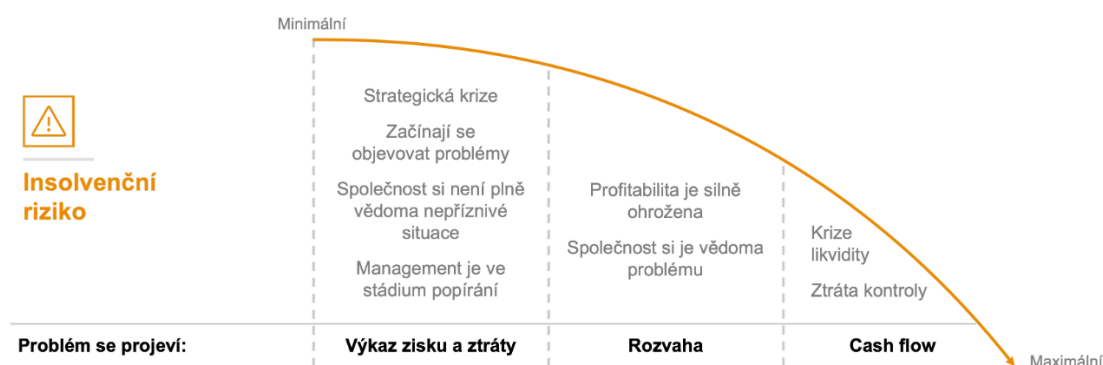 Minimální
Insolvenční
riziko
Strategická krize
Začínají se
objevovat problémy
Společnost si není plně
vědoma nepříznivé
situace
Management je ve
stádium popírání
Profitabilita je silně
ohrožena
Společnost si je vědoma
problému
Krize
likvidity
Ztráta kontroly
Problém se projeví:
Výkaz zisku a ztráty
Rozvaha
Cash flow
Maximální